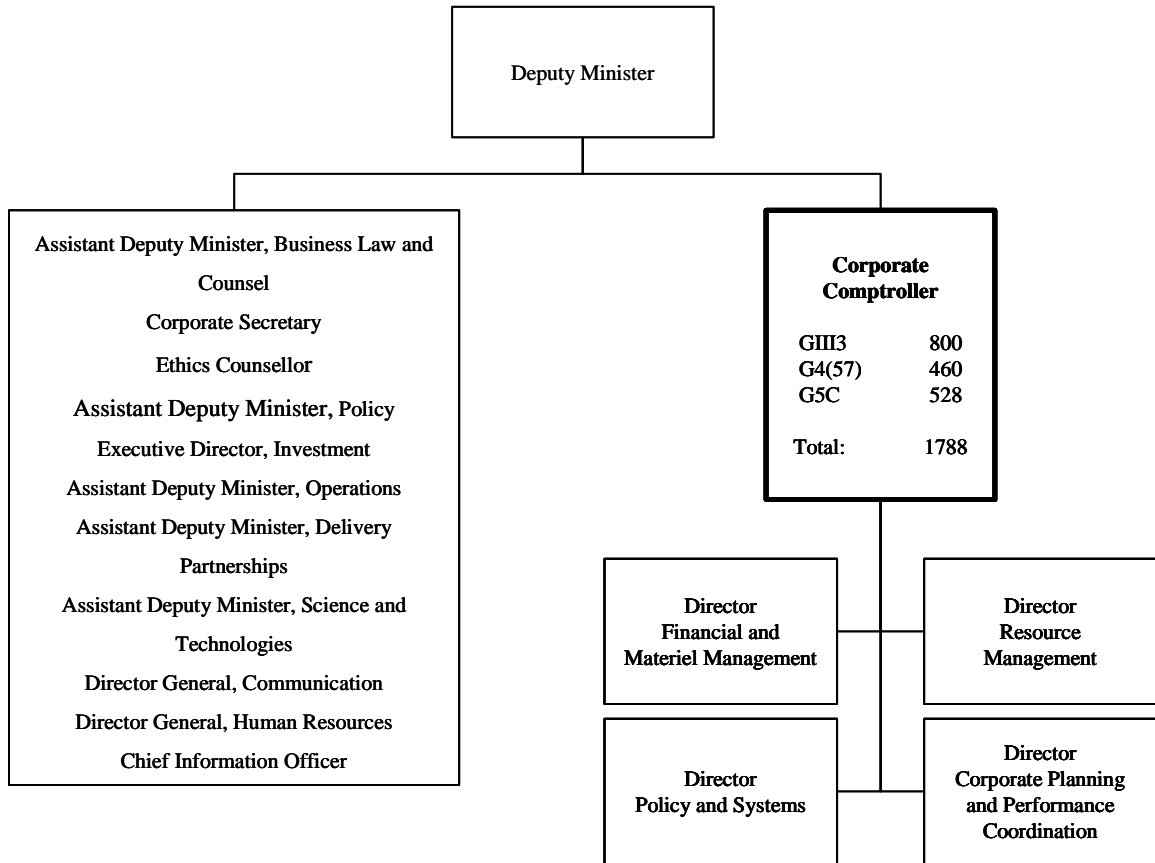 Deputy Minister
Assistant Deputy Minister, Business Law and
Counsel
Corporate Secretary
Ethics Counsellor
Assistant Deputy Minister, Policy
Executive Director, Investment
Assistant Deputy Minister, Operations
Assistant Deputy Minister, Delivery
Partnerships
Assistant Deputy Minister, Science and
Technologies
Director General, Communication
Director General, Human Resources
Chief Information Officer
Corporate
Comptroller
GIII3 800
G4(57) 460
G5C 528
Total: 1788
Director
Financial and
Materiel Management
Director
Resource
Management
Director
Policy and Systems
Director
Corporate Planning
and Performance
Coordination